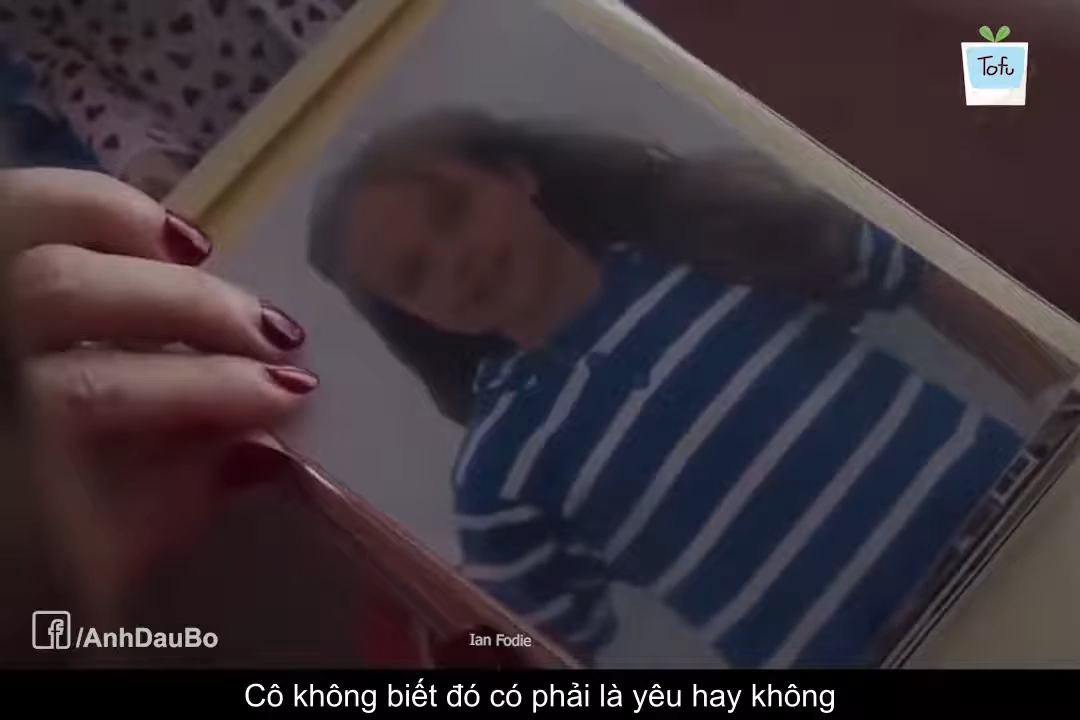 Tofu
/AnhDauBo
Ian Fodie
Cô không biết đó có phải là yêu hay không